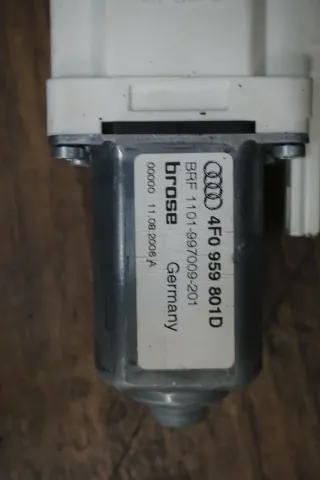 4F0 959 801D
BRF 1101-997009-201
brose Germany
00000 11.08.2006 A